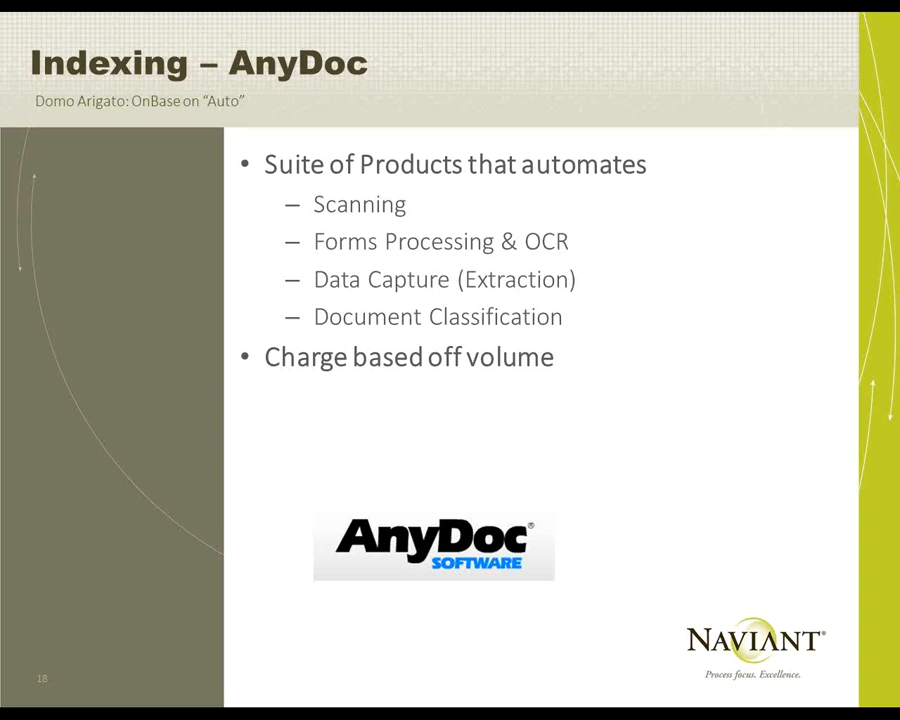 Indexing – AnyDoc
Domo Arigato: OnBase on “Auto”
• Suite of Products that automates
– Scanning
– Forms Processing & OCR
– Data Capture (Extraction)
– Document Classification
• Charge based off volume
AnyDoc®
SOFTWARE
NAVIANT®
Process focus. Excellence.
18